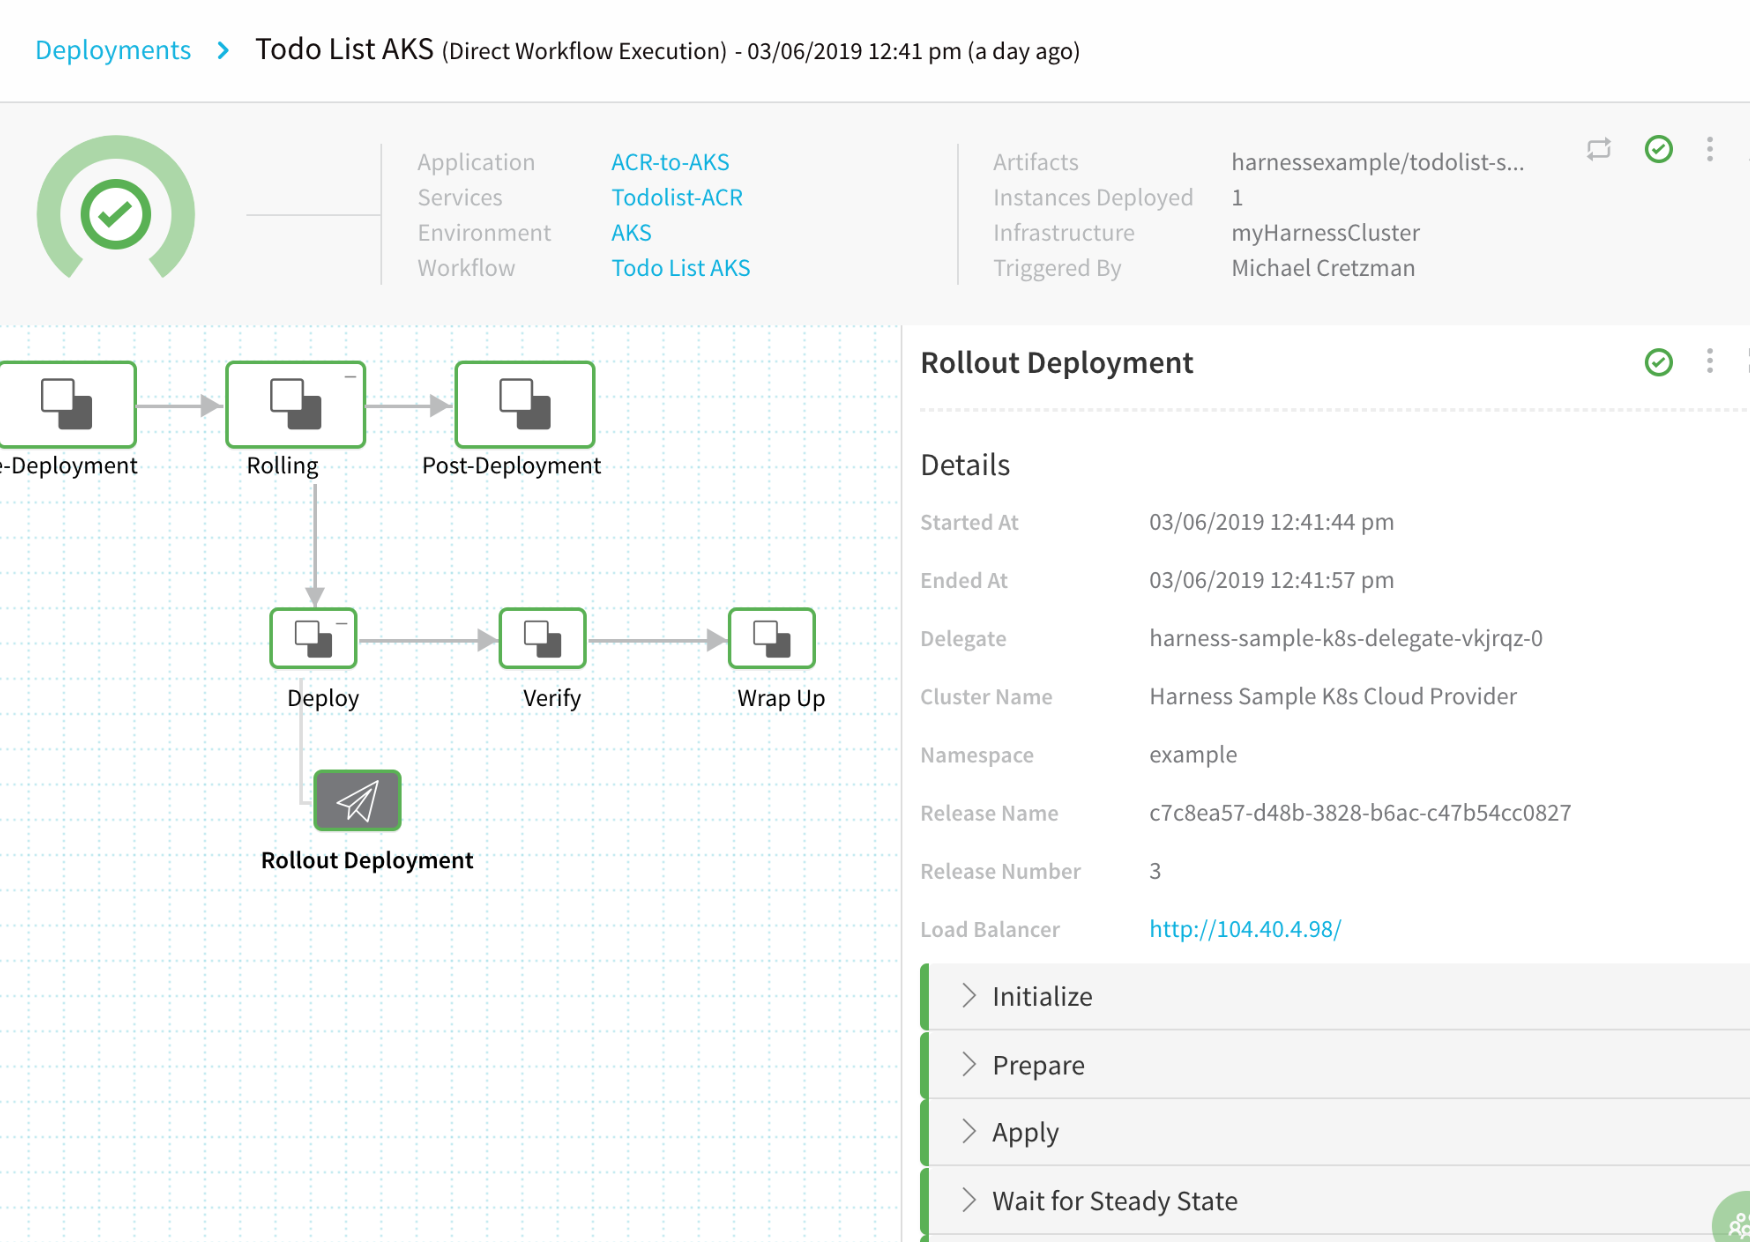 Deployments > Todo List AKS (Direct Workflow Execution) - 03/06/2019 12:41 pm (a day ago)
Application ACR-to-AKS
Services Todolist-ACR
Environment AKS
Workflow Todo List AKS
Artifacts harnessexample/todolist-s...
Instances Deployed 1
Infrastructure myHarnessCluster
Triggered By Michael Cretzman
e-Deployment
Rolling
Post-Deployment
Deploy
Verify
Wrap Up
Rollout Deployment
Rollout Deployment
Details
Started At 03/06/2019 12:41:44 pm
Ended At 03/06/2019 12:41:57 pm
Delegate harness-sample-k8s-delegate-vkjrqz-0
Cluster Name Harness Sample K8s Cloud Provider
Namespace example
Release Name c7c8ea57-d48b-3828-b6ac-c47b54cc0827
Release Number 3
Load Balancer http://104.40.4.98/
Initialize
Prepare
Apply
Wait for Steady State